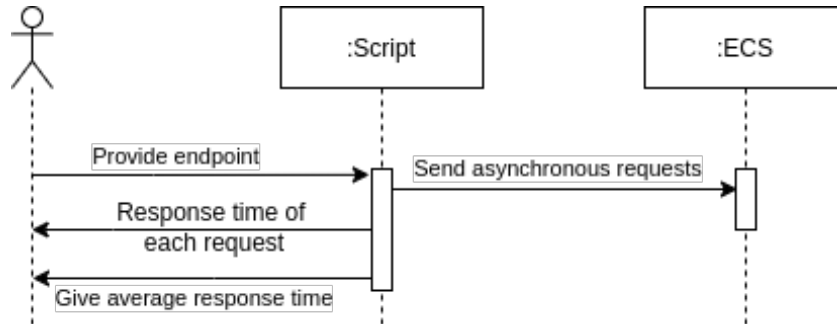 :Script
:ECS
Provide endpoint
Send asynchronous requests
Response time of
each request
Give average response time